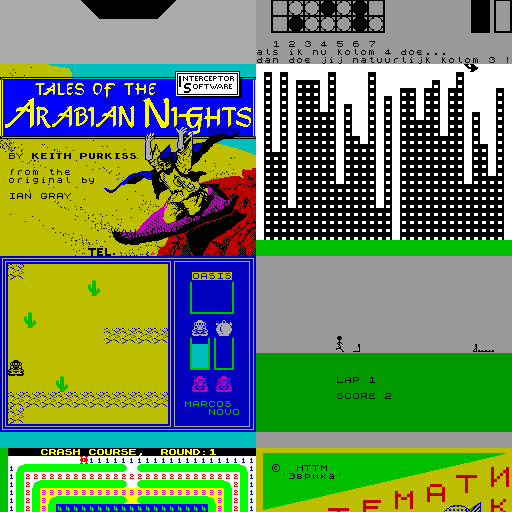 1 2 3 4 5 6 7
als ik nu kolom 4 doe...
dan doe jij natuurlijk kolom 3 !
INTERCEPTOR
SOFTWARE
TALES OF THE
ARABIAN NIGHTS
BY KEITH PURKISS
from the
original by
IAN GRAY
TEL.
OASIS
MARCOS
NOVO
LAP 1
SCORE 2
CRASH COURSE, ROUND:1
© НТТМ
'Эврика'
ТЕМАТИ
К